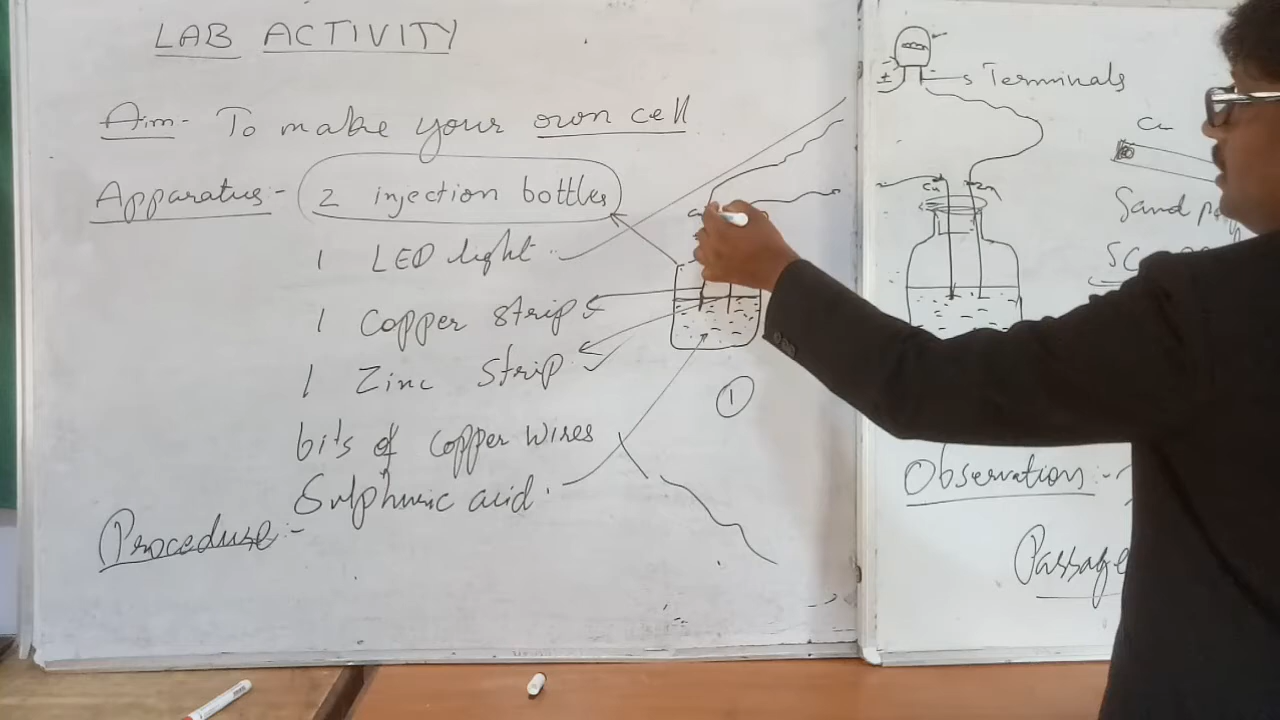 LAB ACTIVITY
Aim- To make your own cell
Apparatus:- 2 injection bottles
1 LED light
1 Copper strip
1 Zinc strip
bits of copper wires
Sulphuric acid.
Procedure:-
1
± Terminals
Cu Zn
Cu
Sand
Observation:-
Passage